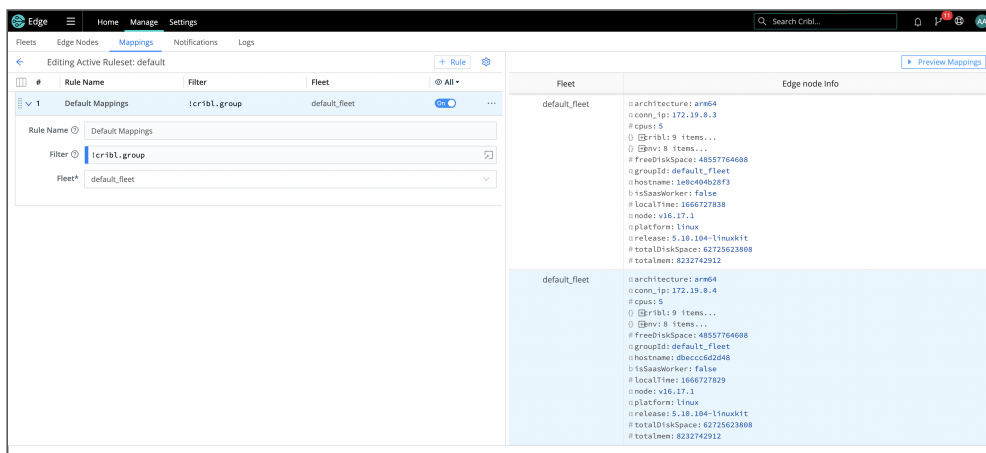 Edge Home Manage Settings Search Cribl... 11 AA
Fleets Edge Nodes Mappings Notifications Logs
Editing Active Ruleset: default + Rule Preview Mappings
# Rule Name Filter Fleet All
1 Default Mappings !cribl.group default_fleet On ...
Rule Name Default Mappings
Filter !cribl.group
Fleet* default_fleet
Fleet Edge node Info
default_fleet
a architecture: arm64
a conn_ip: 172.19.0.3
# cpus: 5
{} cribl: 9 items...
{} env: 8 items...
# freeDiskSpace: 48557764608
a groupId: default_fleet
a hostname: 1e0c404b28f3
b isSaasWorker: false
# localTime: 1666727838
a node: v16.17.1
a platform: linux
a release: 5.10.104-linuxkit
# totalDiskSpace: 62725623808
# totalmem: 8232742912
default_fleet
a architecture: arm64
a conn_ip: 172.19.0.4
# cpus: 5
{} cribl: 9 items...
{} env: 8 items...
# freeDiskSpace: 48557764608
a groupId: default_fleet
a hostname: dbeccc6d2d48
b isSaasWorker: false
# localTime: 1666727829
a node: v16.17.1
a platform: linux
a release: 5.10.104-linuxkit
# totalDiskSpace: 62725623808
# totalmem: 8232742912